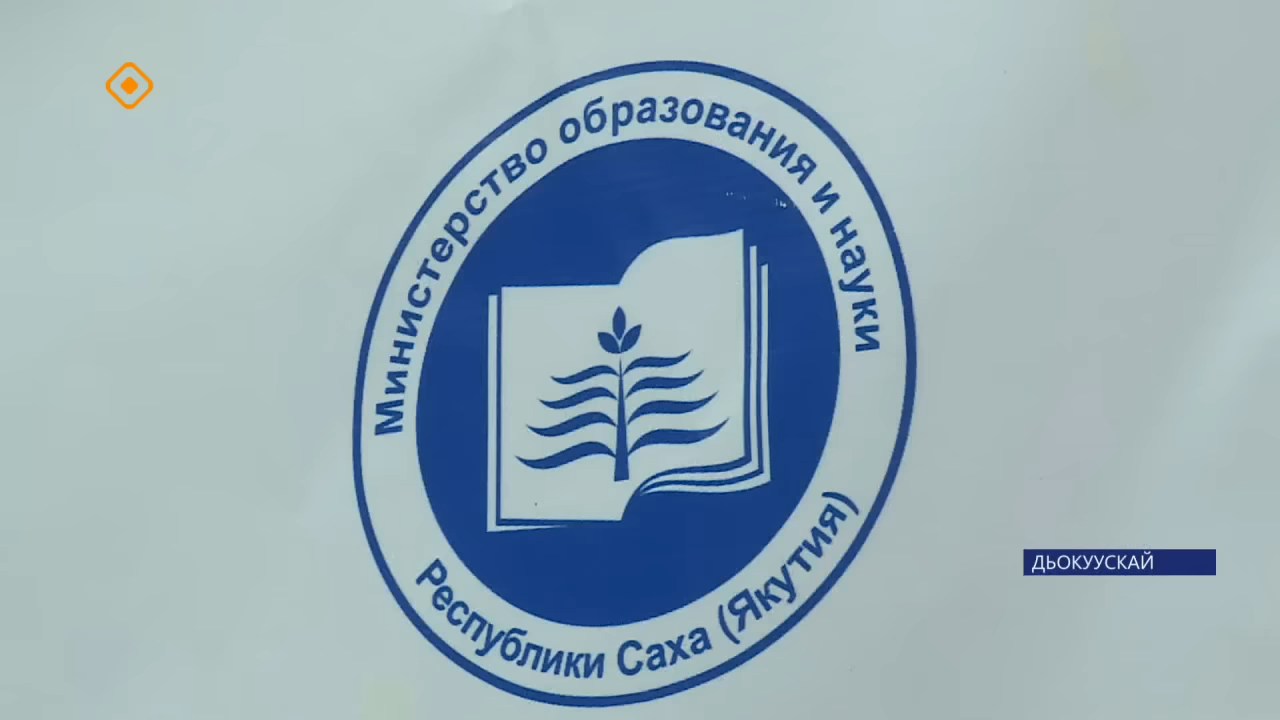 Министерство образования и науки
Республики Саха (Якутия)
ДЬОКУУСКАЙ